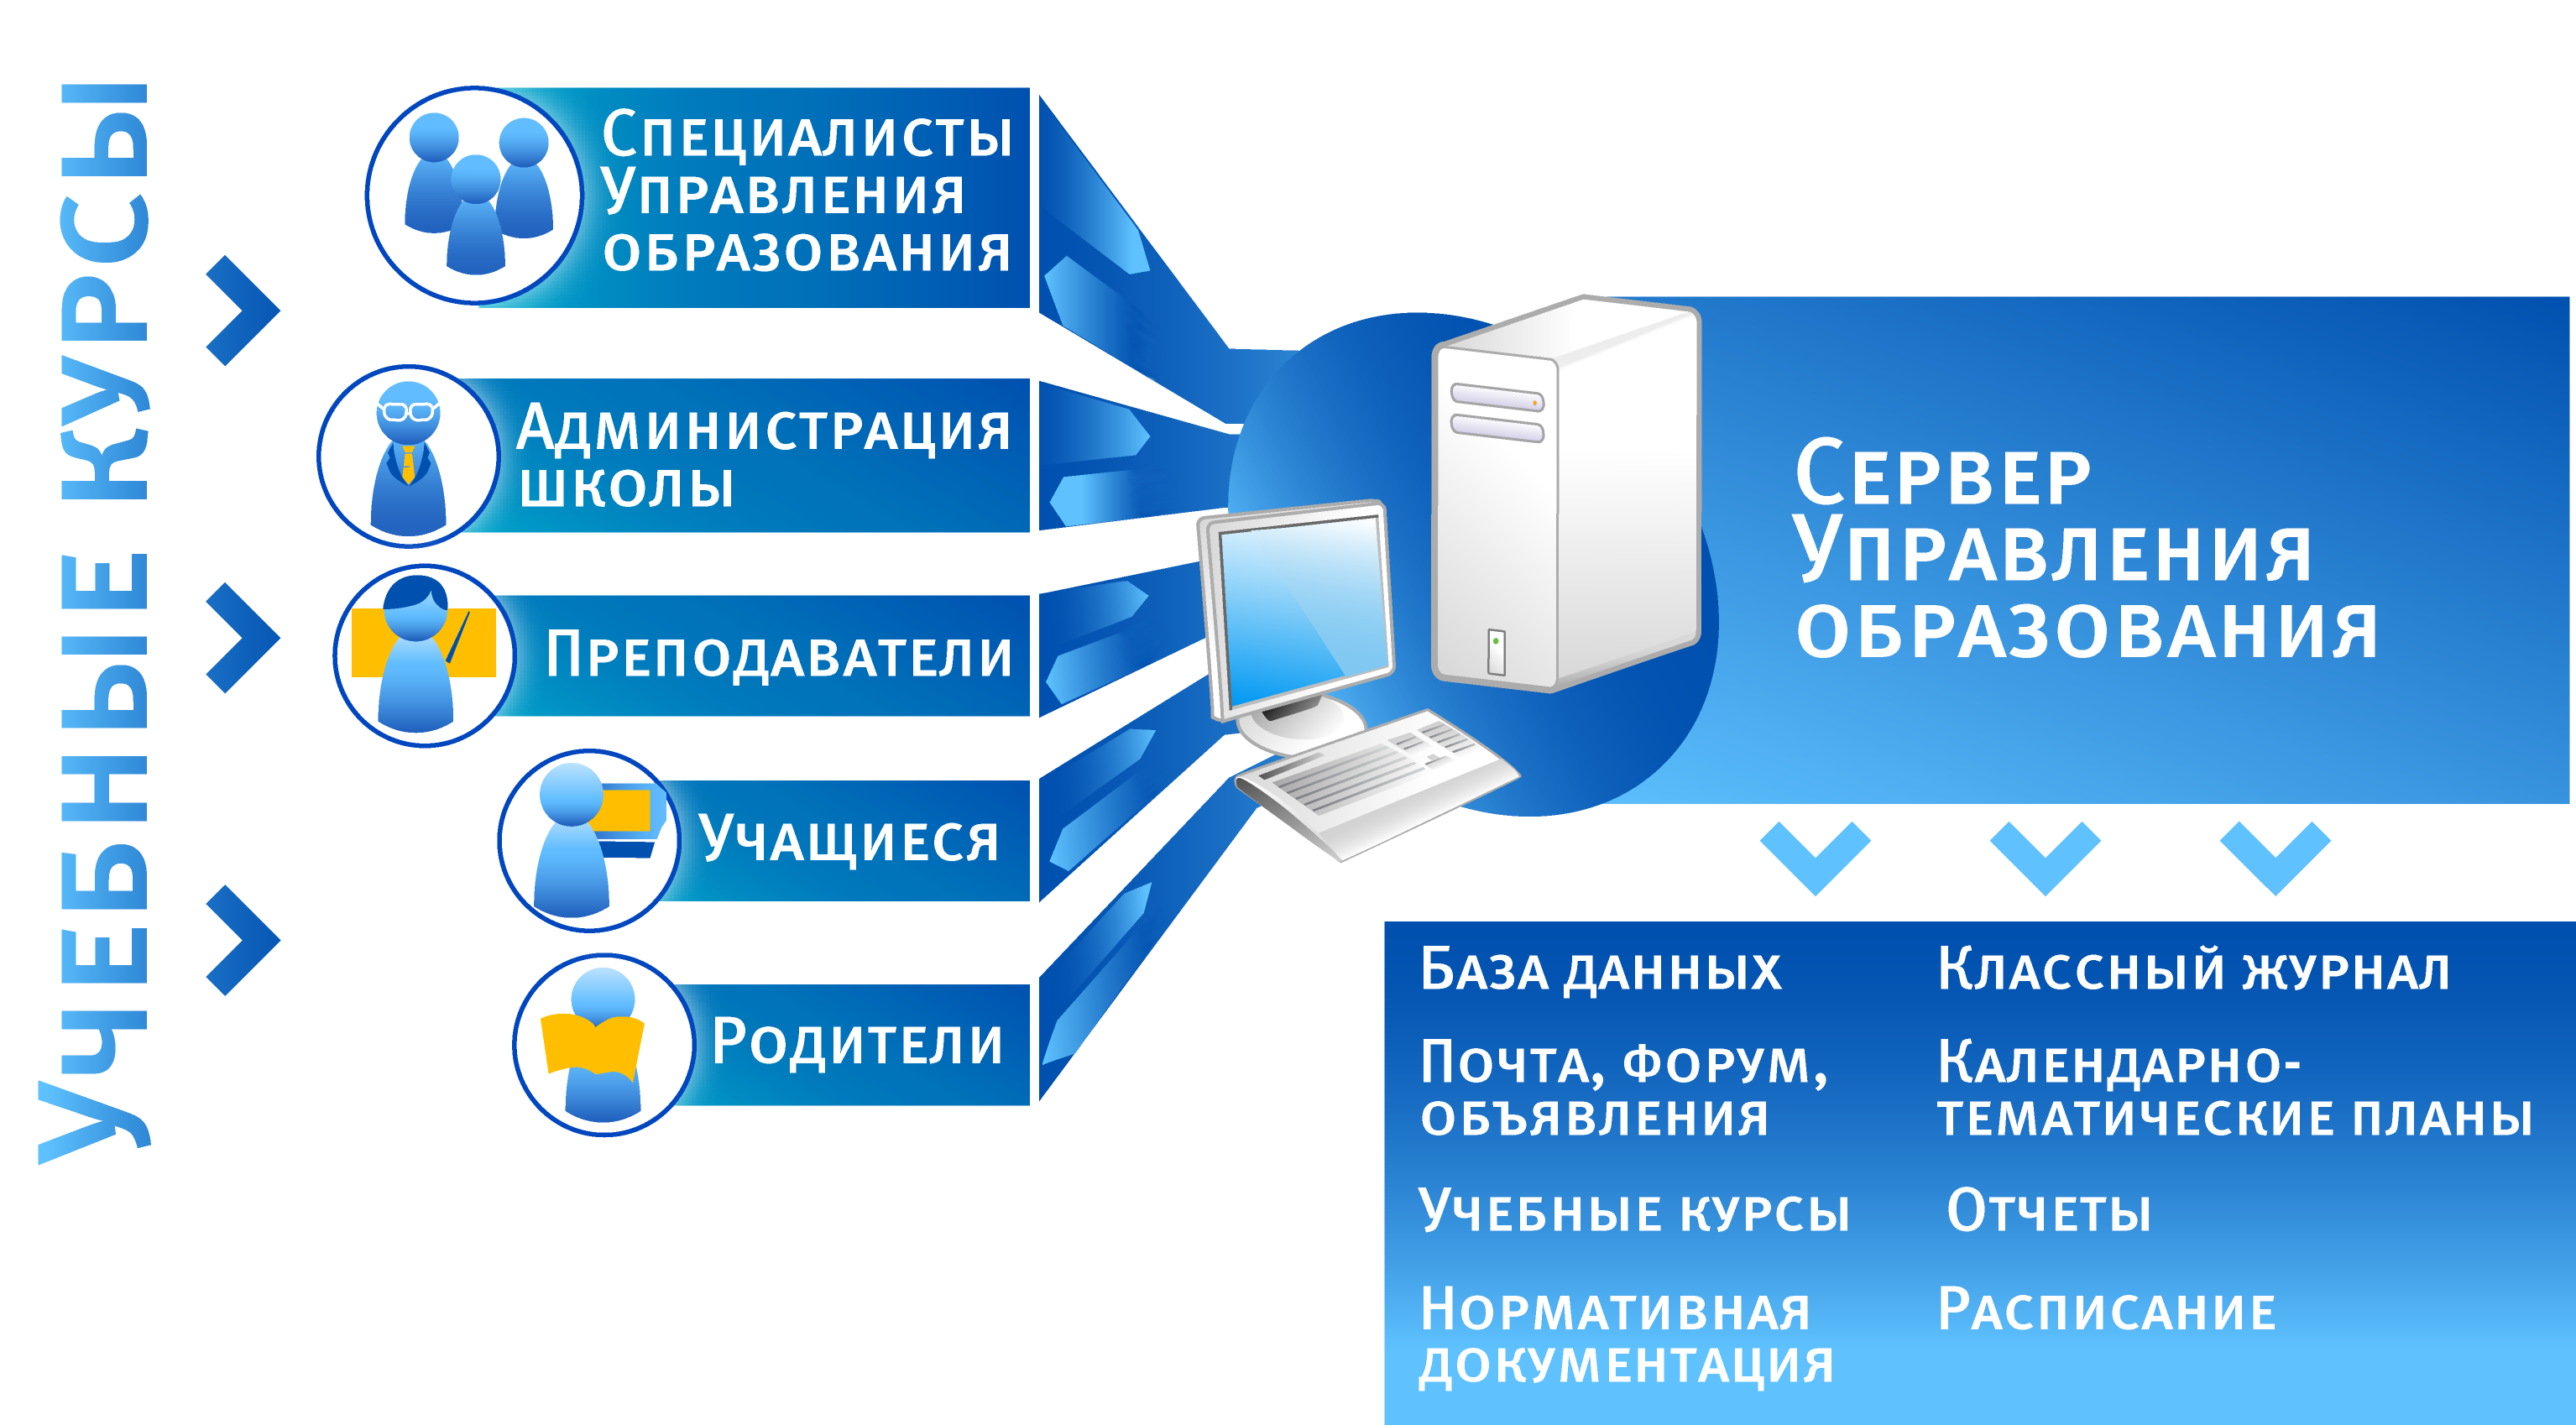 Учебные курсы
Специалисты
Управления
образования
Администрация
школы
Преподаватели
Учащиеся
Родители
Сервер
Управления
образования
База данных
Почта, форум,
объявления
Учебные курсы
Нормативная
документация
Классный журнал
Календарно-
тематические планы
Отчеты
Расписание